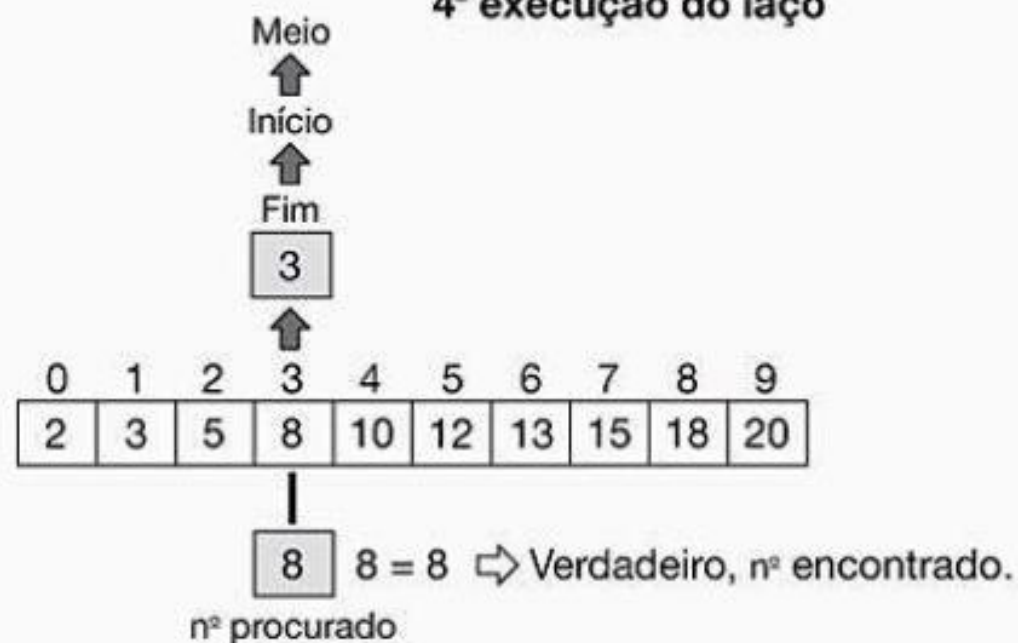 4ª execução do laço
Meio
Início
Fim
3
0 1 2 3 4 5 6 7 8 9
2 3 5 8 10 12 13 15 18 20
8 8 = 8 Verdadeiro, nº encontrado.
nº procurado